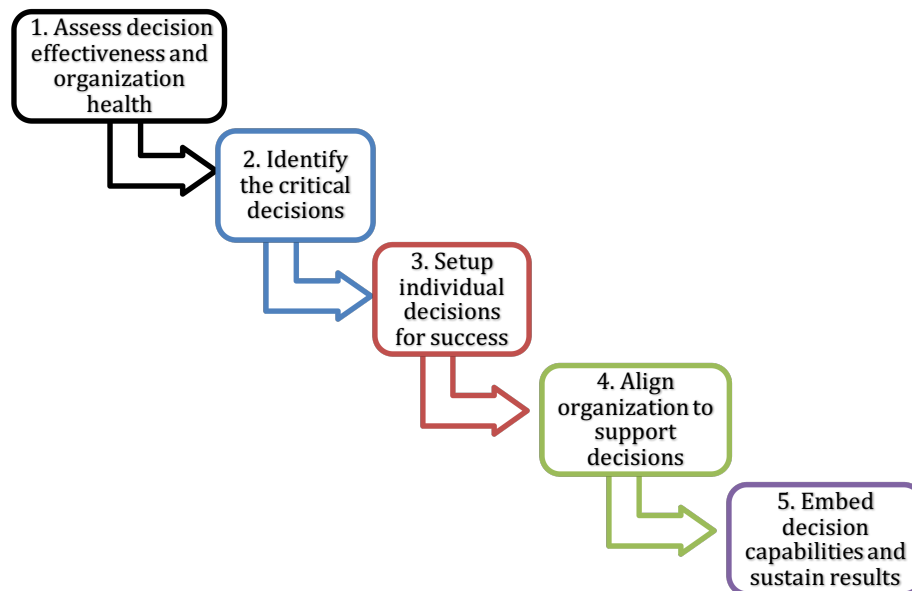 1. Assess decision
effectiveness and
organization
health
2. Identify
the critical
decisions
3. Setup
individual
decisions
for success
4. Align
organization to
support
decisions
5. Embed
decision
capabilities and
sustain results